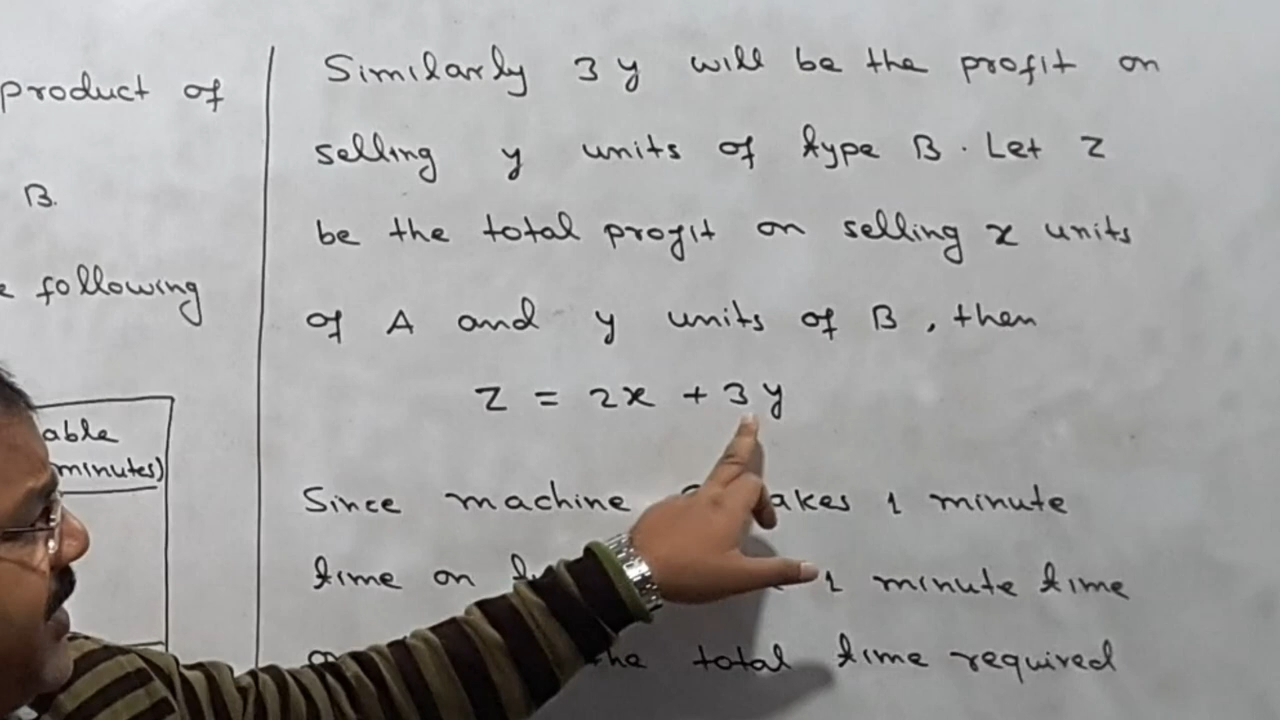 product of
B.
following
able
minutes)
Similarly 3y will be the profit on
selling y units of type B. Let Z
be the total profit on selling x units
of A and y units of B, then
Z = 2x + 3y
Since machine akes 1 minute
time on 1 minute time
the total time required